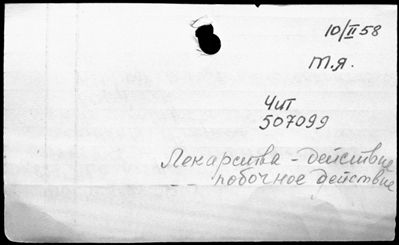 10/II 58
Т.Я.
Чит
507099
Лекарства - действие
побочное действие